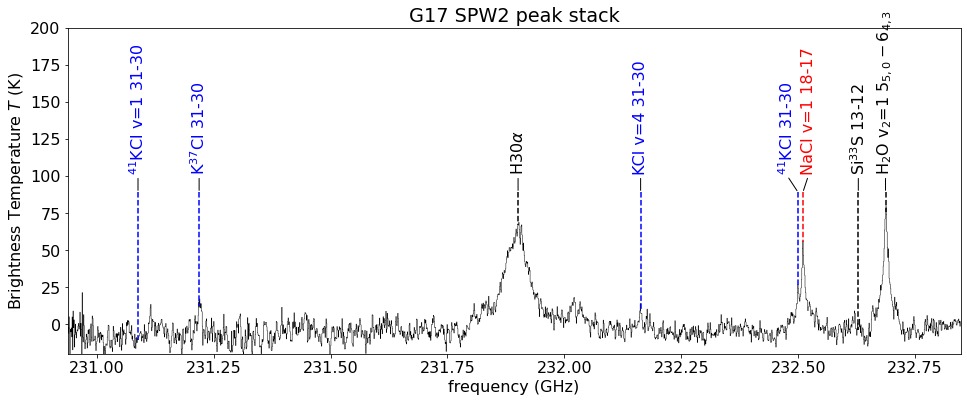 G17 SPW2 peak stack
Brightness Temperature T (K)
200
175
150
125
100
75
50
25
0
⁴¹KCl v=1 31-30
K³⁷Cl 31-30
H30α
KCl v=4 31-30
⁴¹KCl 31-30
NaCl v=1 18-17
Si³³S 13-12
H₂O v₂=1 5₅,₀ − 6₄,₃
231.00 231.25 231.50 231.75 232.00 232.25 232.50 232.75
frequency (GHz)